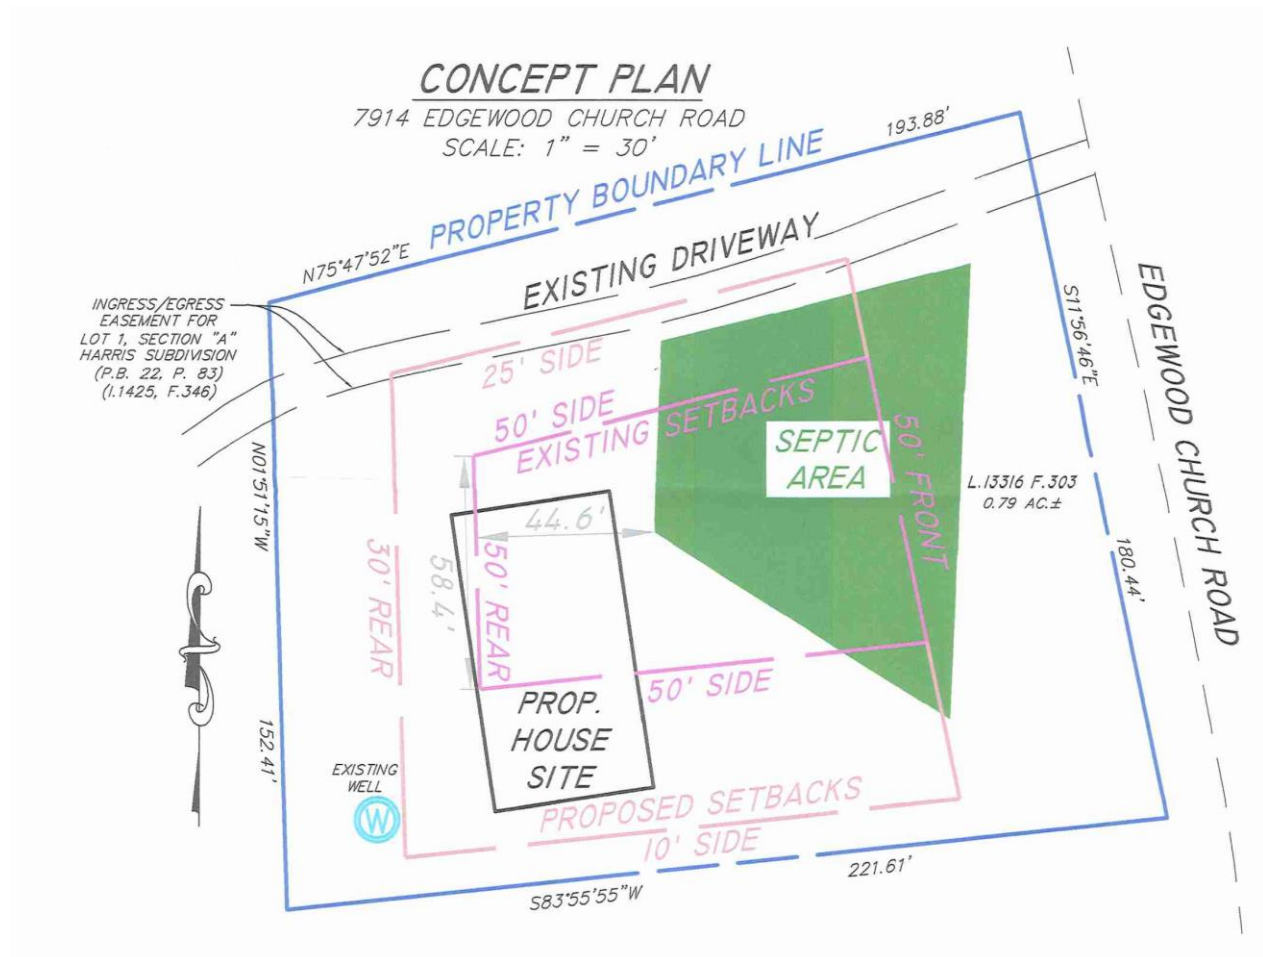 CONCEPT PLAN
7914 EDGEWOOD CHURCH ROAD
SCALE: 1" = 30'
193.88'
PROPERTY BOUNDARY LINE
N75°47'52"E
EXISTING DRIVEWAY
INGRESS/EGRESS
EASEMENT FOR
LOT 1, SECTION "A"
HARRIS SUBDIVISION
(P.B. 22, P. 83)
(l.1425, F.346)
25' SIDE
50' SIDE
EXISTING SETBACKS
SEPTIC
AREA
50' FRONT
S11°56'46"E
EDGEWOOD CHURCH ROAD
L.13316 F.303
0.79 AC.±
N01°51'15"W
44.6'
58.4'
30' REAR
50' REAR
180.44'
50' SIDE
PROP.
HOUSE
SITE
152.41'
EXISTING
WELL
W
PROPOSED SETBACKS
10' SIDE
221.61'
S83°55'55"W